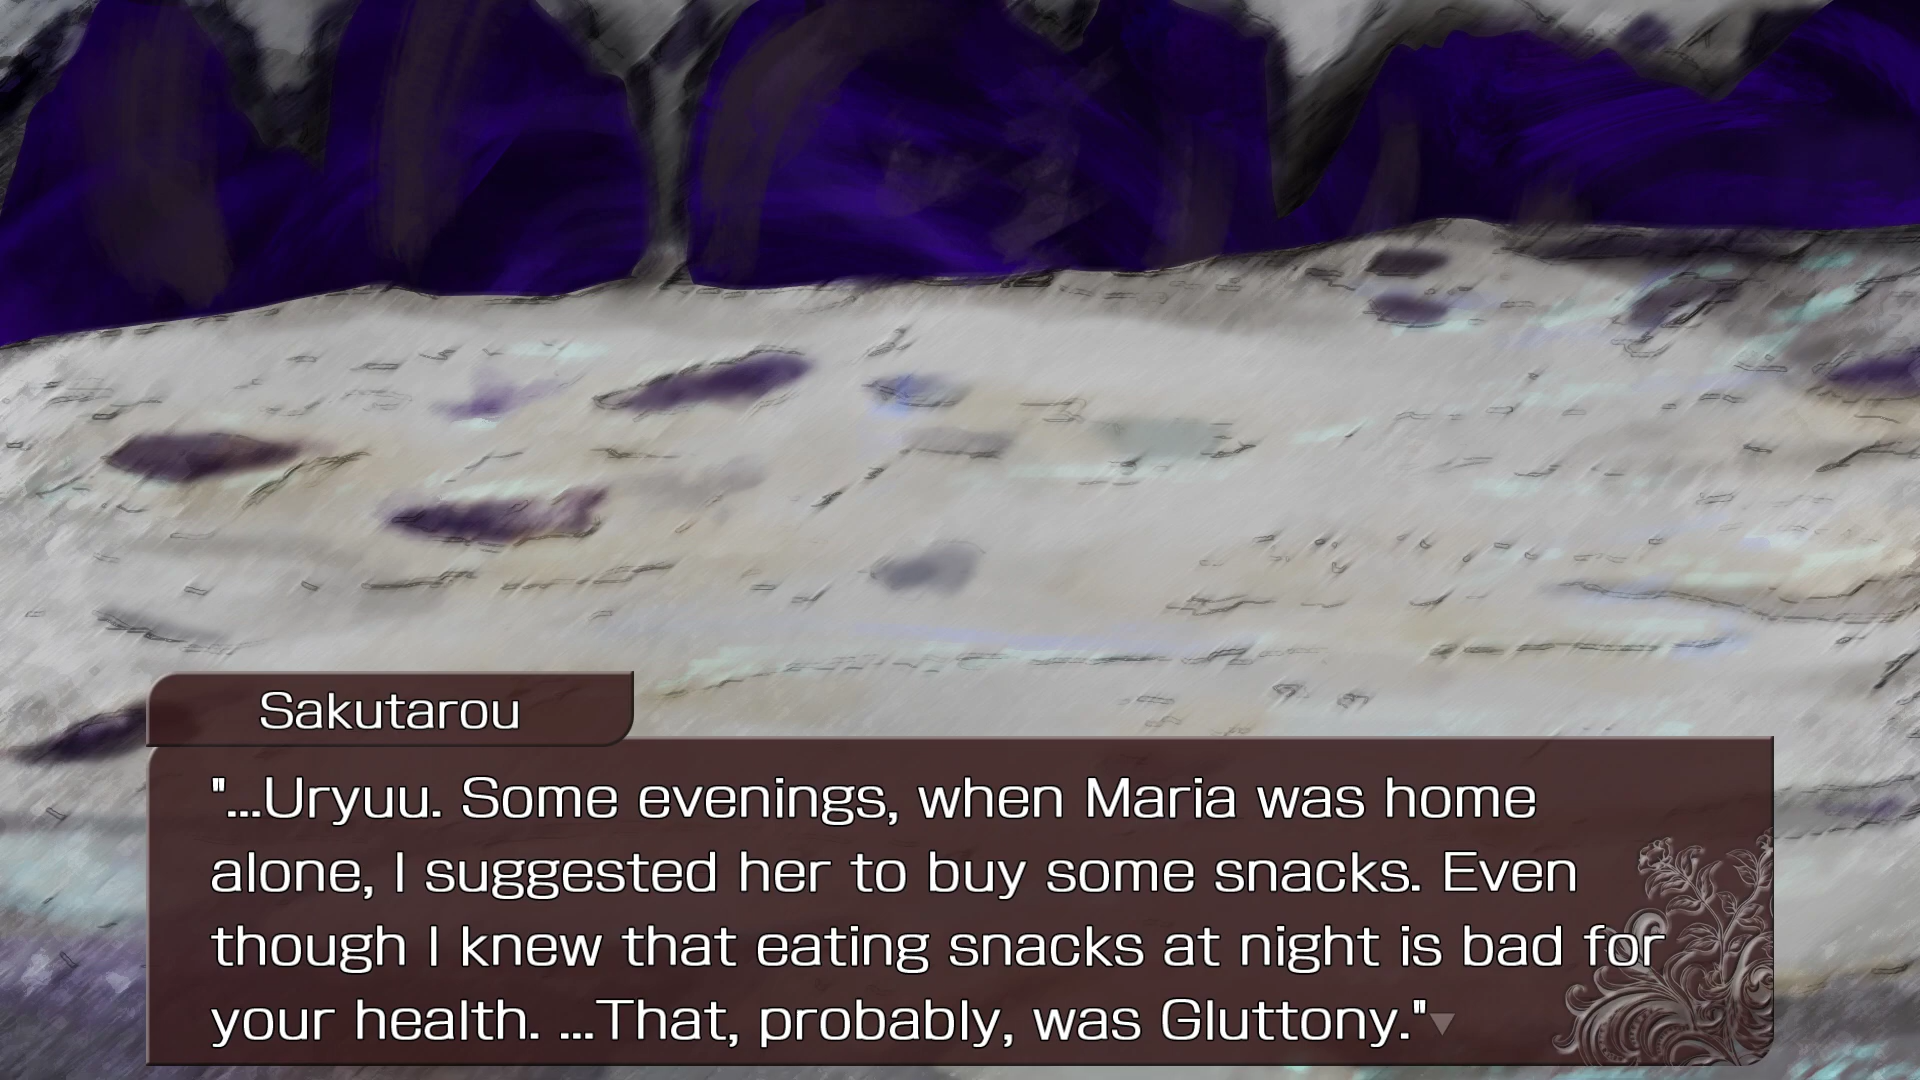 Sakutarou
"...Uryuu. Some evenings, when Maria was home
alone, I suggested her to buy some snacks. Even
though I knew that eating snacks at night is bad for
your health. ...That, probably, was Gluttony."